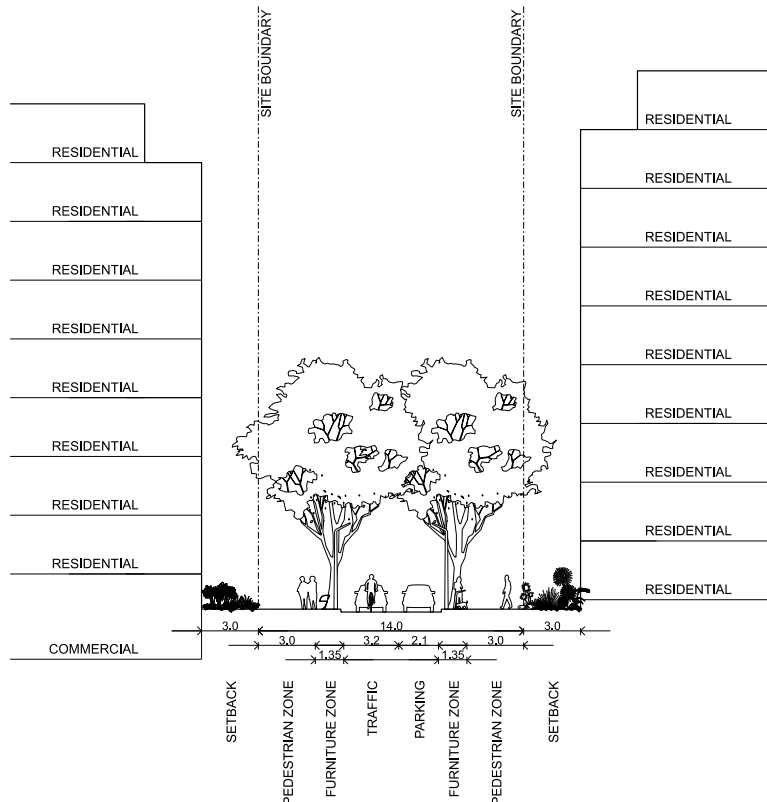 SITE BOUNDARY
SITE BOUNDARY
RESIDENTIAL
RESIDENTIAL
RESIDENTIAL
RESIDENTIAL
RESIDENTIAL
RESIDENTIAL
RESIDENTIAL
RESIDENTIAL
COMMERCIAL
RESIDENTIAL
RESIDENTIAL
RESIDENTIAL
RESIDENTIAL
RESIDENTIAL
RESIDENTIAL
RESIDENTIAL
RESIDENTIAL
RESIDENTIAL
3.0 14.0 3.0
3.0 3.2 2.1 3.0
1.35 1.35
SETBACK
PEDESTRIAN ZONE
FURNITURE ZONE
TRAFFIC
PARKING
FURNITURE ZONE
PEDESTRIAN ZONE
SETBACK